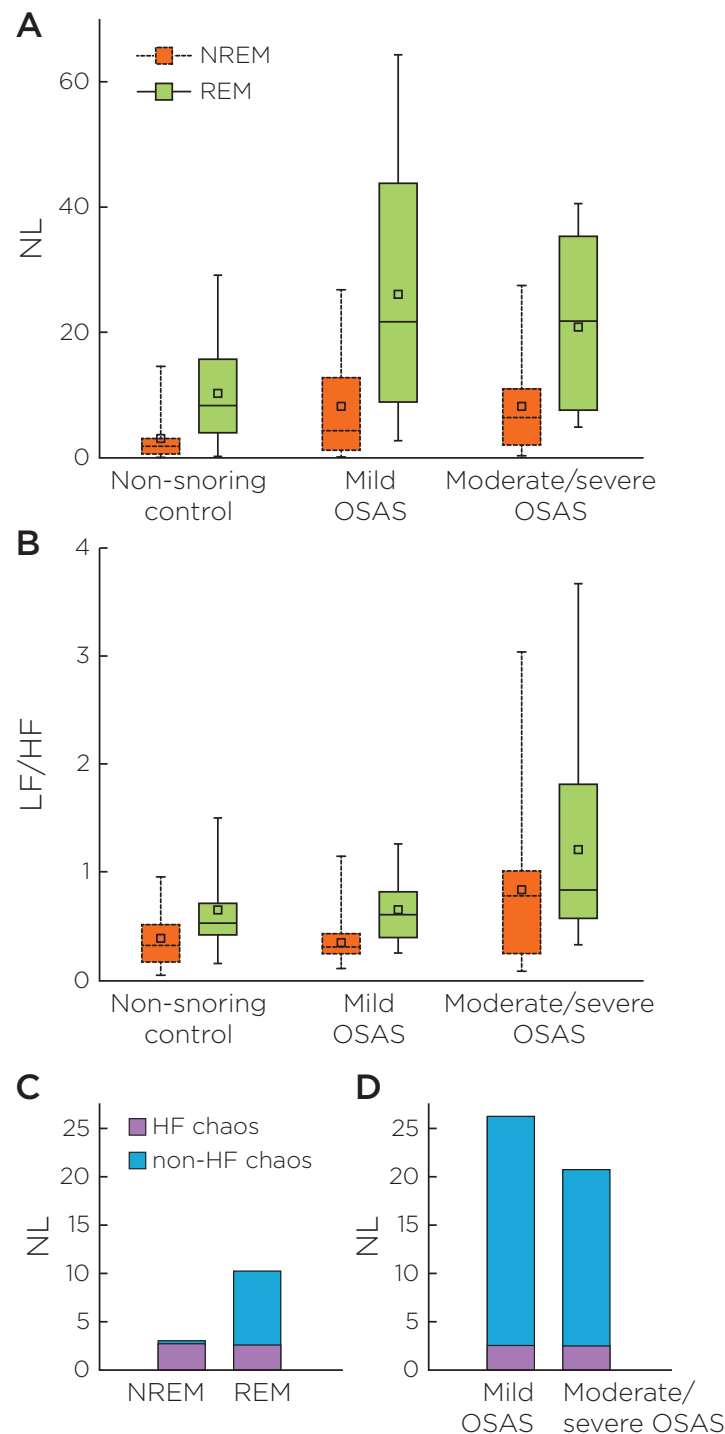 A
NREM
REM
NL
60
40
20
0
Non-snoring
control
Mild
OSAS
Moderate/severe
OSAS
B
LF/HF
4
3
2
1
0
Non-snoring
control
Mild
OSAS
Moderate/severe
OSAS
C
HF chaos
non-HF chaos
NL
25
20
15
10
5
0
NREM
REM
D
NL
25
20
15
10
5
0
Mild
OSAS
Moderate/
severe OSAS